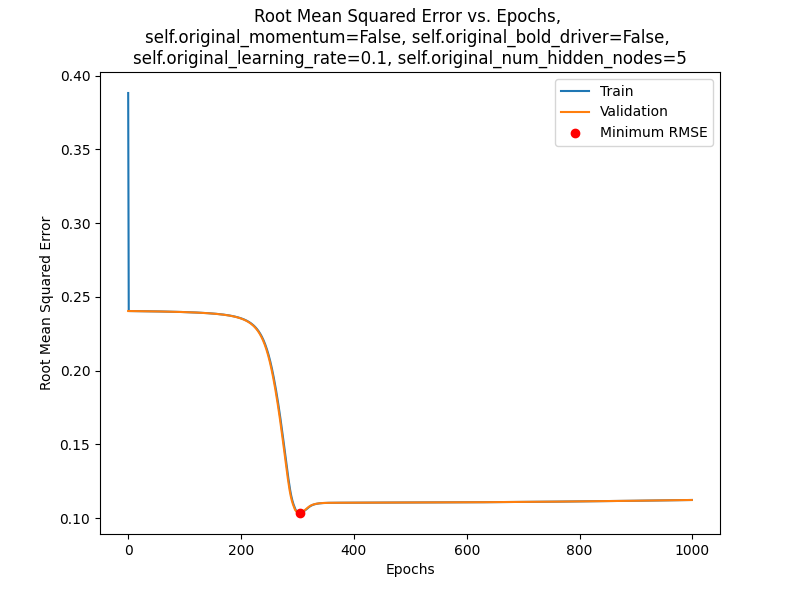 Root Mean Squared Error vs. Epochs,
self.original_momentum=False, self.original_bold_driver=False,
self.original_learning_rate=0.1, self.original_num_hidden_nodes=5
0.40
0.35
0.30
0.25
0.20
0.15
0.10
Root Mean Squared Error
Train
Validation
Minimum RMSE
0 200 400 600 800 1000
Epochs